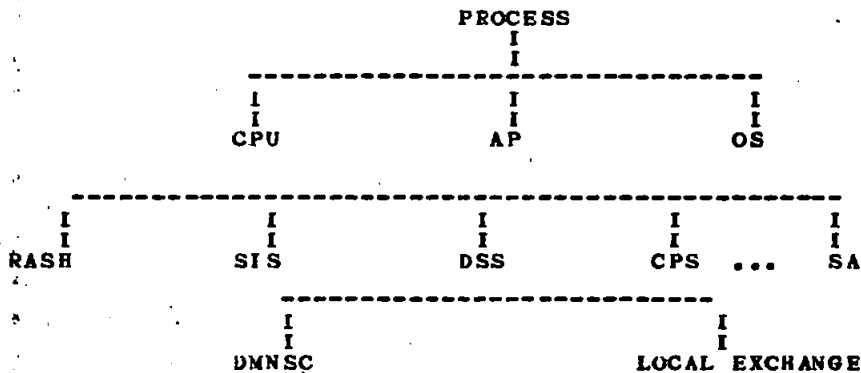 PROCESS
CPU AP OS
RASH SIS DSS CPS ... SA
DMNSC LOCAL EXCHANGE